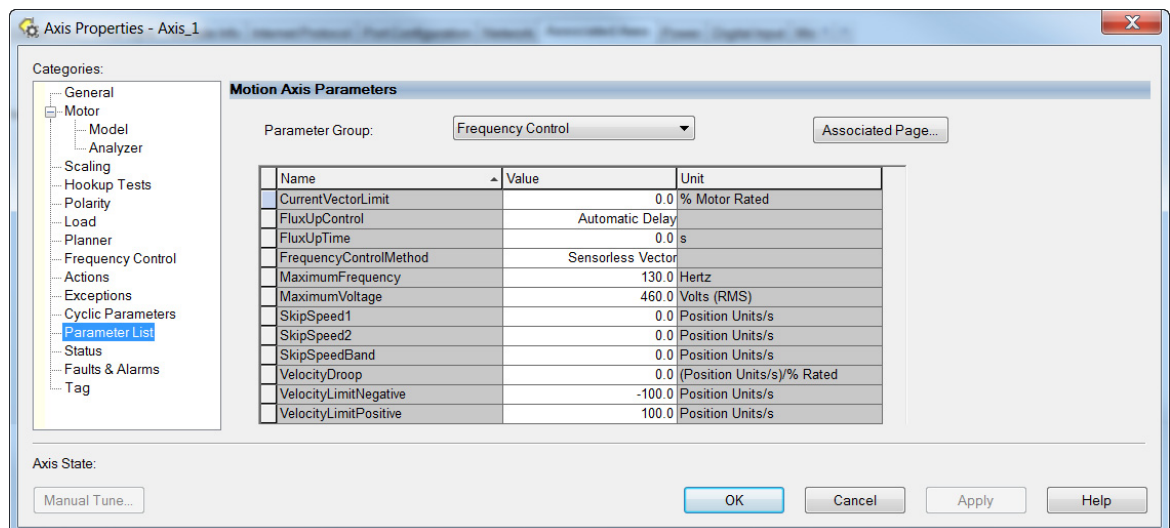 Axis Properties - Axis_1
Categories:
General
Motor
Model
Analyzer
Scaling
Hookup Tests
Polarity
Load
Planner
Frequency Control
Actions
Exceptions
Cyclic Parameters
Parameter List
Status
Faults & Alarms
Tag
Motion Axis Parameters
Parameter Group: Frequency Control Associated Page...
Name Value Unit
CurrentVectorLimit 0.0 % Motor Rated
FluxUpControl Automatic Delay
FluxUpTime 0.0 s
FrequencyControlMethod Sensorless Vector
MaximumFrequency 130.0 Hertz
MaximumVoltage 460.0 Volts (RMS)
SkipSpeed1 0.0 Position Units/s
SkipSpeed2 0.0 Position Units/s
SkipSpeedBand 0.0 Position Units/s
VelocityDroop 0.0 (Position Units/s)/% Rated
VelocityLimitNegative -100.0 Position Units/s
VelocityLimitPositive 100.0 Position Units/s
Axis State:
Manual Tune... OK Cancel Apply Help